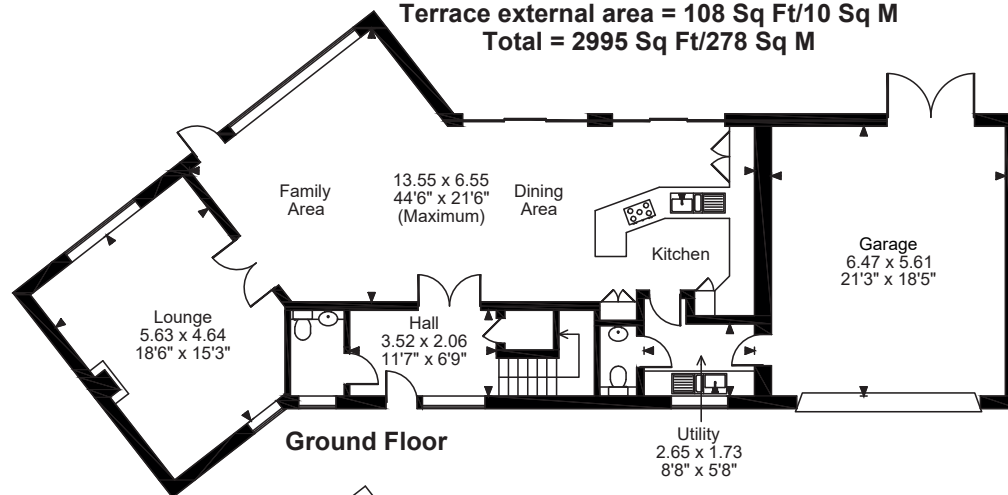 Terrace external area = 108 Sq Ft/10 Sq M
Total = 2995 Sq Ft/278 Sq M
Family
Area
13.55 x 6.55
44'6" x 21'6"
(Maximum)
Dining
Area
Kitchen
Garage
6.47 x 5.61
21'3" x 18'5"
Lounge
5.63 x 4.64
18'6" x 15'3"
Hall
3.52 x 2.06
11'7" x 6'9"
Ground Floor
Utility
2.65 x 1.73
8'8" x 5'8"